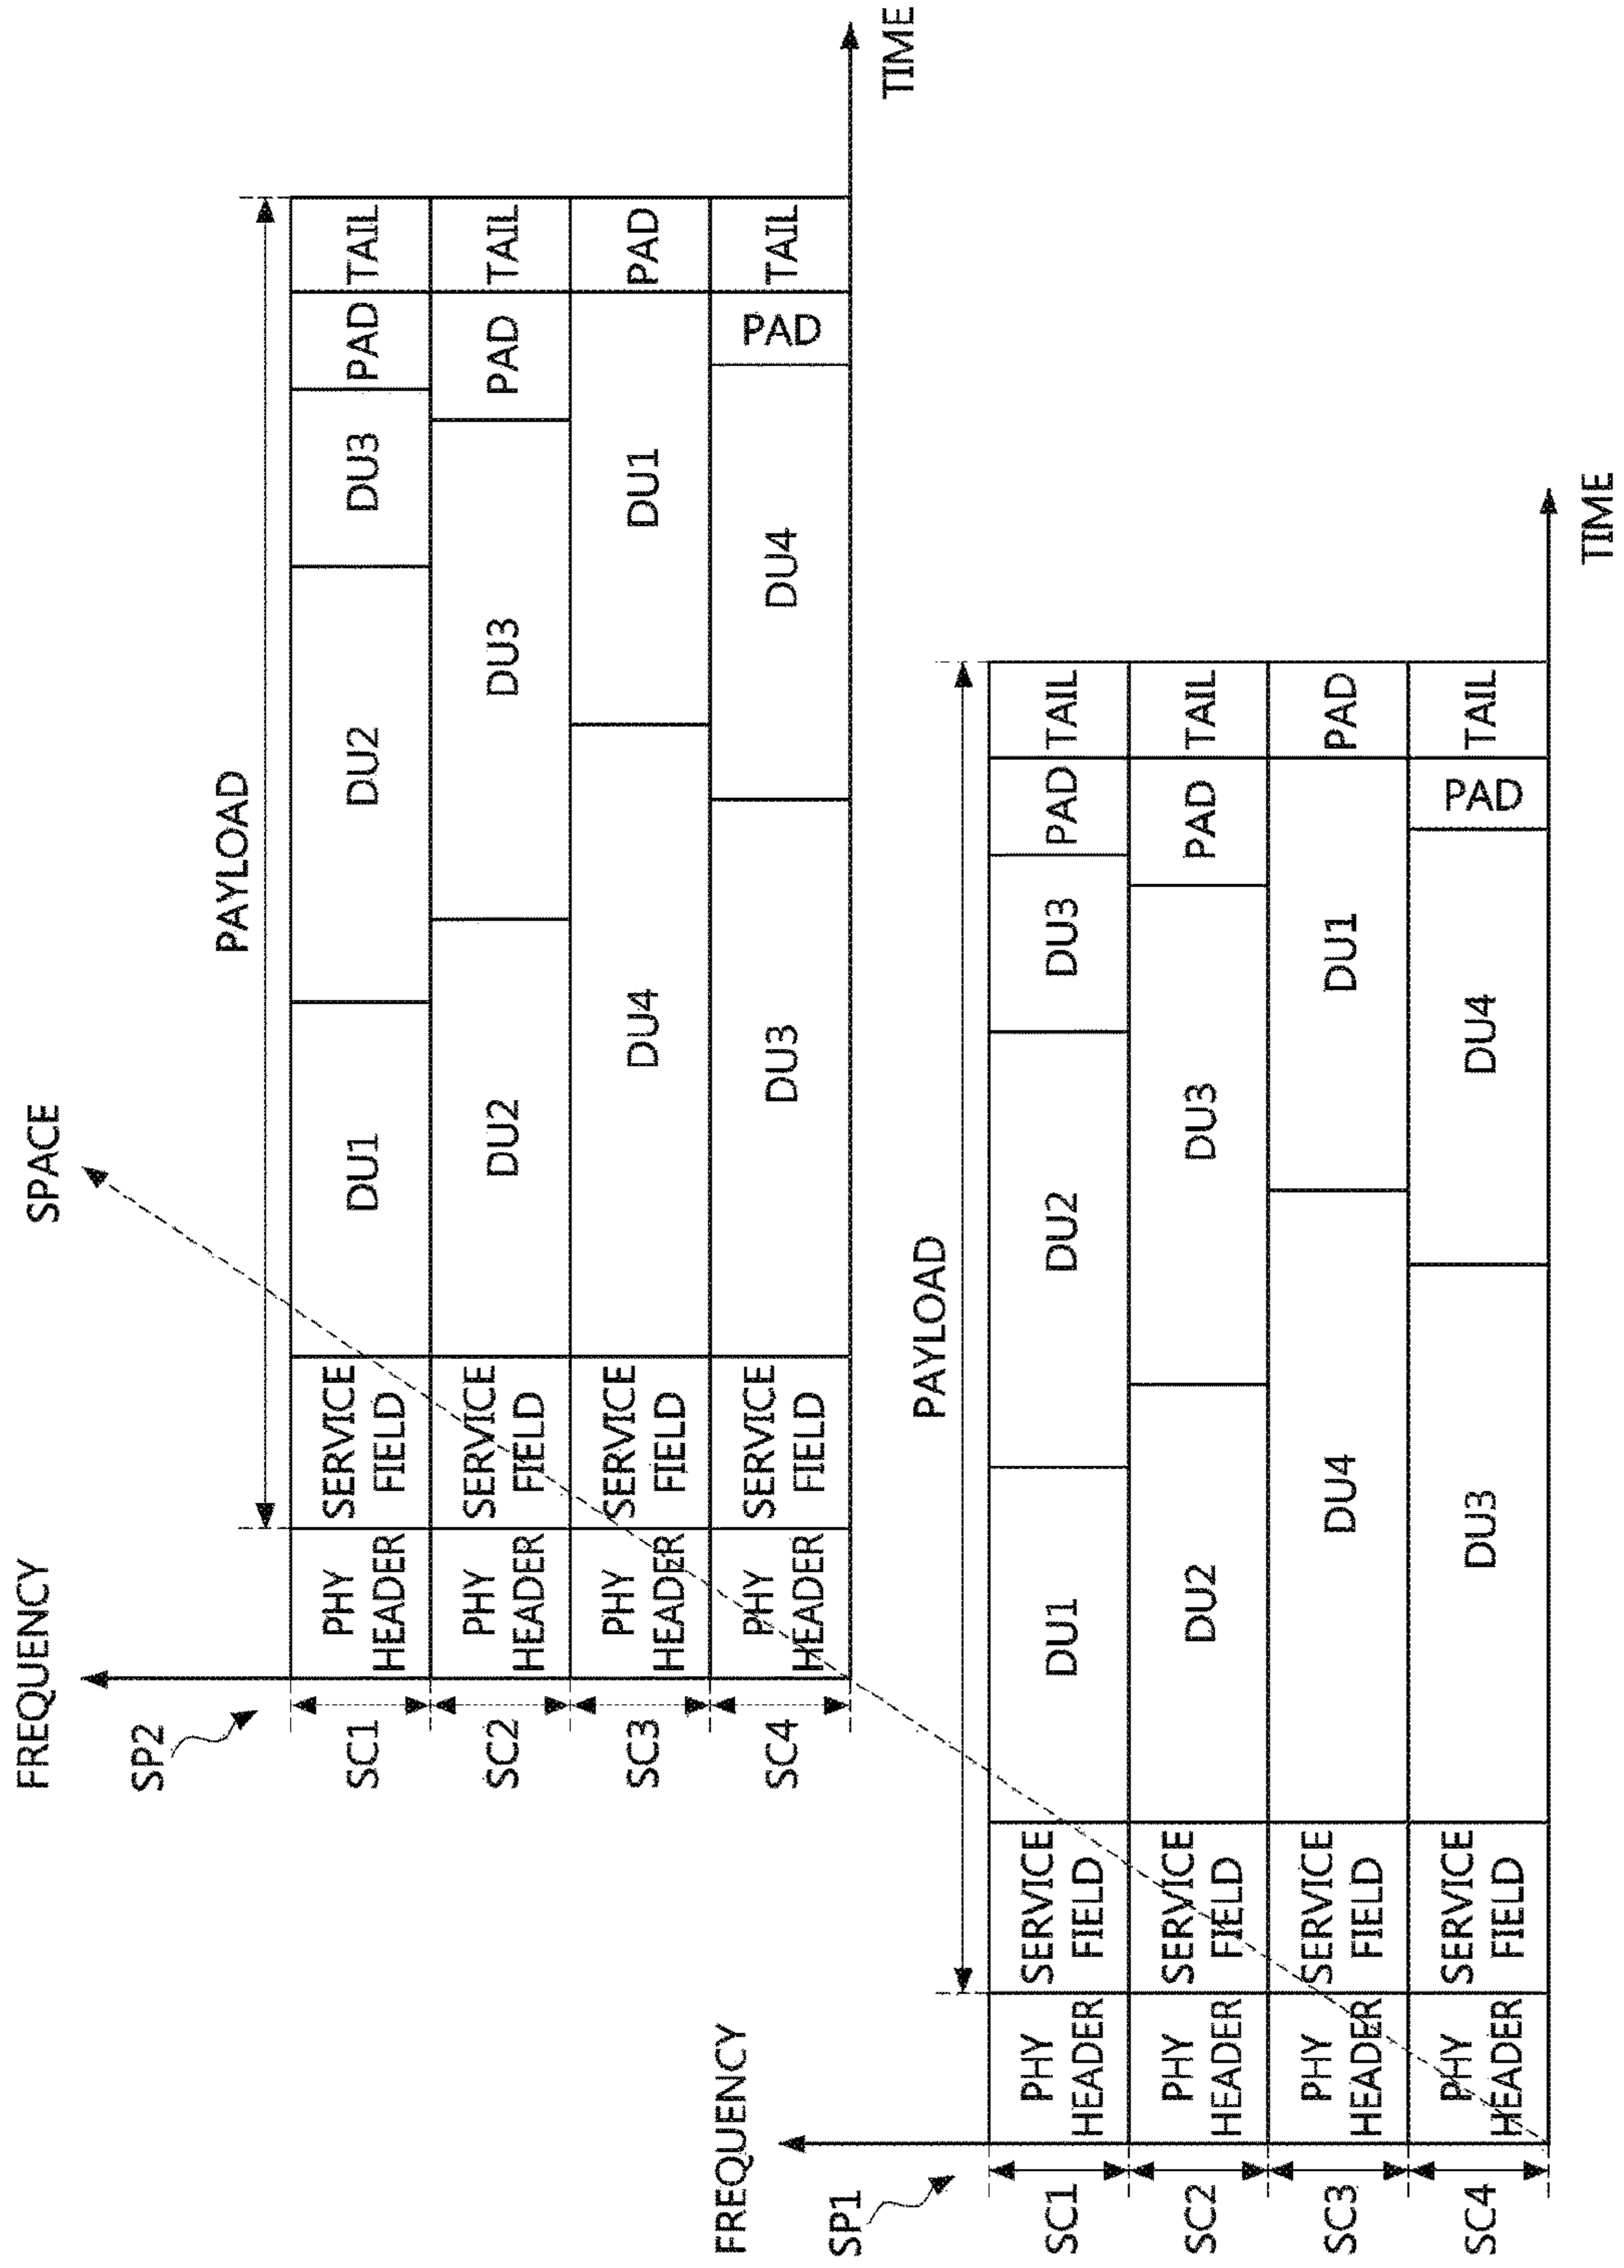 FREQUENCY
SPACE
SP2
PAYLOAD
SC1
PHY
HEADER
SERVICE
FIELD
DU1
DU2
DU3
PAD
TAIL
SC2
PHY
HEADER
SERVICE
FIELD
DU2
DU3
PAD
TAIL
SC3
PHY
HEADER
SERVICE
FIELD
DU4
DU1
PAD
SC4
PHY
HEADER
SERVICE
FIELD
DU3
DU4
PAD
TAIL
TIME
FREQUENCY
SP1
PAYLOAD
SC1
PHY
HEADER
SERVICE
FIELD
DU1
DU2
DU3
PAD
TAIL
SC2
PHY
HEADER
SERVICE
FIELD
DU2
DU3
PAD
TAIL
SC3
PHY
HEADER
SERVICE
FIELD
DU4
DU1
PAD
SC4
PHY
HEADER
SERVICE
FIELD
DU3
DU4
PAD
TAIL
TIME